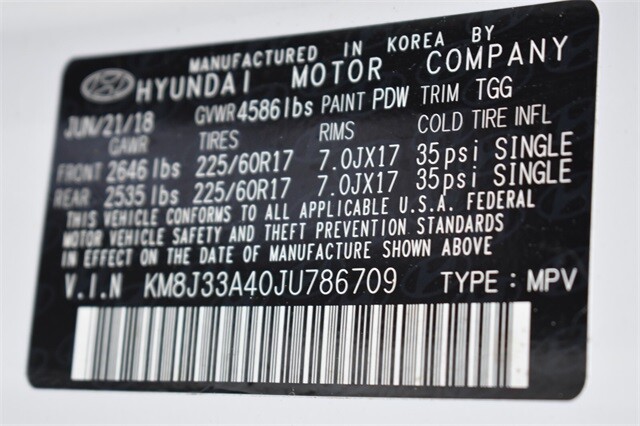 MANUFACTURED IN KOREA BY
HYUNDAI MOTOR COMPANY
JUN/21/18 GVWR 4586lbs PAINT PDW TRIM TGG
GAWR TIRES RIMS COLD TIRE INFL
FRONT 2646 lbs 225/60R17 7.0JX17 35psi SINGLE
REAR 2535 lbs 225/60R17 7.0JX17 35psi SINGLE
THIS VEHICLE CONFORMS TO ALL APPLICABLE U.S.A. FEDERAL
MOTOR VEHICLE SAFETY AND THEFT PREVENTION STANDARDS
IN EFFECT ON THE DATE OF MANUFACTURE SHOWN ABOVE
V.I.N KM8J33A40JU786709 TYPE: MPV